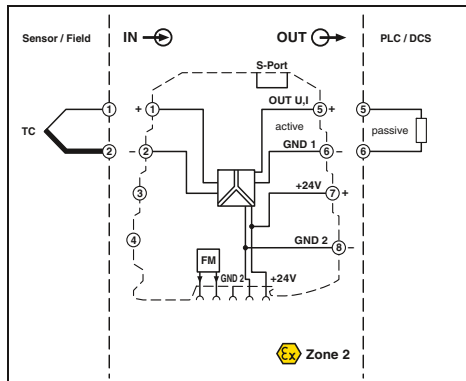 Sensor / Field IN OUT PLC / DCS
S-Port
1 + 1 OUT U,I 5 + 5
TC active passive
2 − 2 GND 1 6 − 6
3 +24V 7 +
4 GND 2 8 −
FM
GND 2 +24V
Ex Zone 2